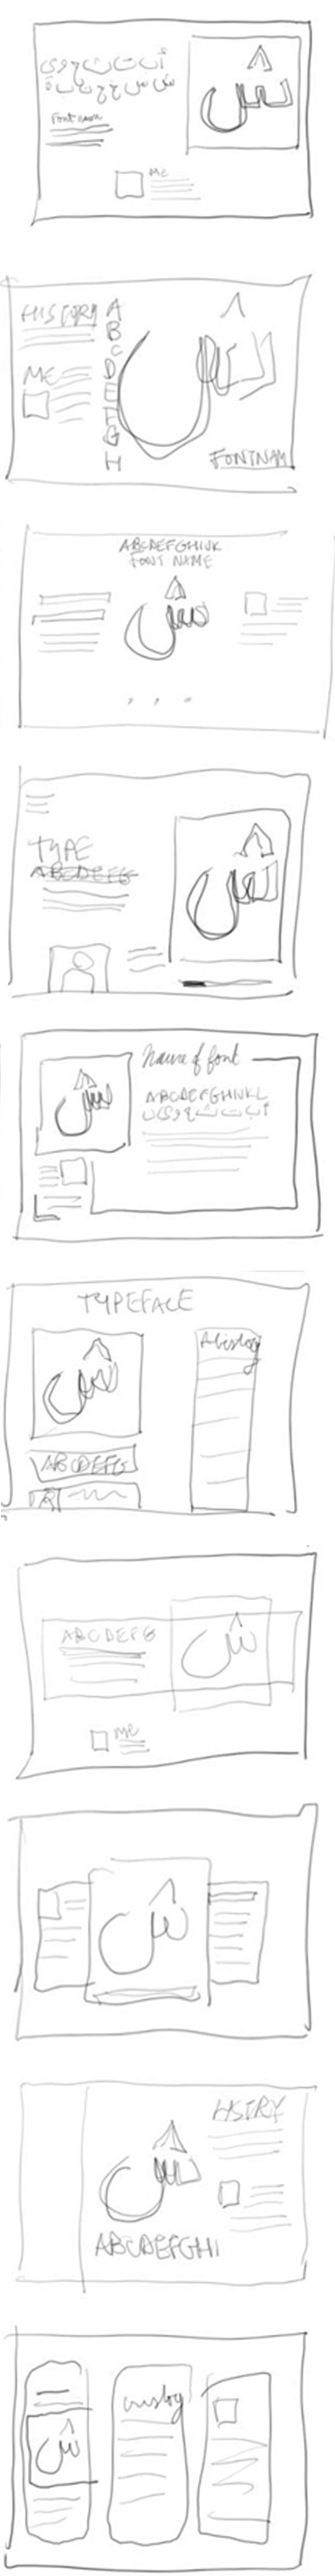 أ ب ت ث ج و ي
Font name
ش
ME
HISTORY
ME
A
B
C
D
E
F
G
H
ش
FONTNAM
ABCDEFGHIJK
FONT NAME
ش
TYPE
ABCDEFG
ش
Name of font
ش
ABCDEFGHIJKL
TYPEFACE
ش
History
ABCDEFG
ABCDEFG
ش
ME
ش
HSTRY
ش
ABCDEFGHI
ش